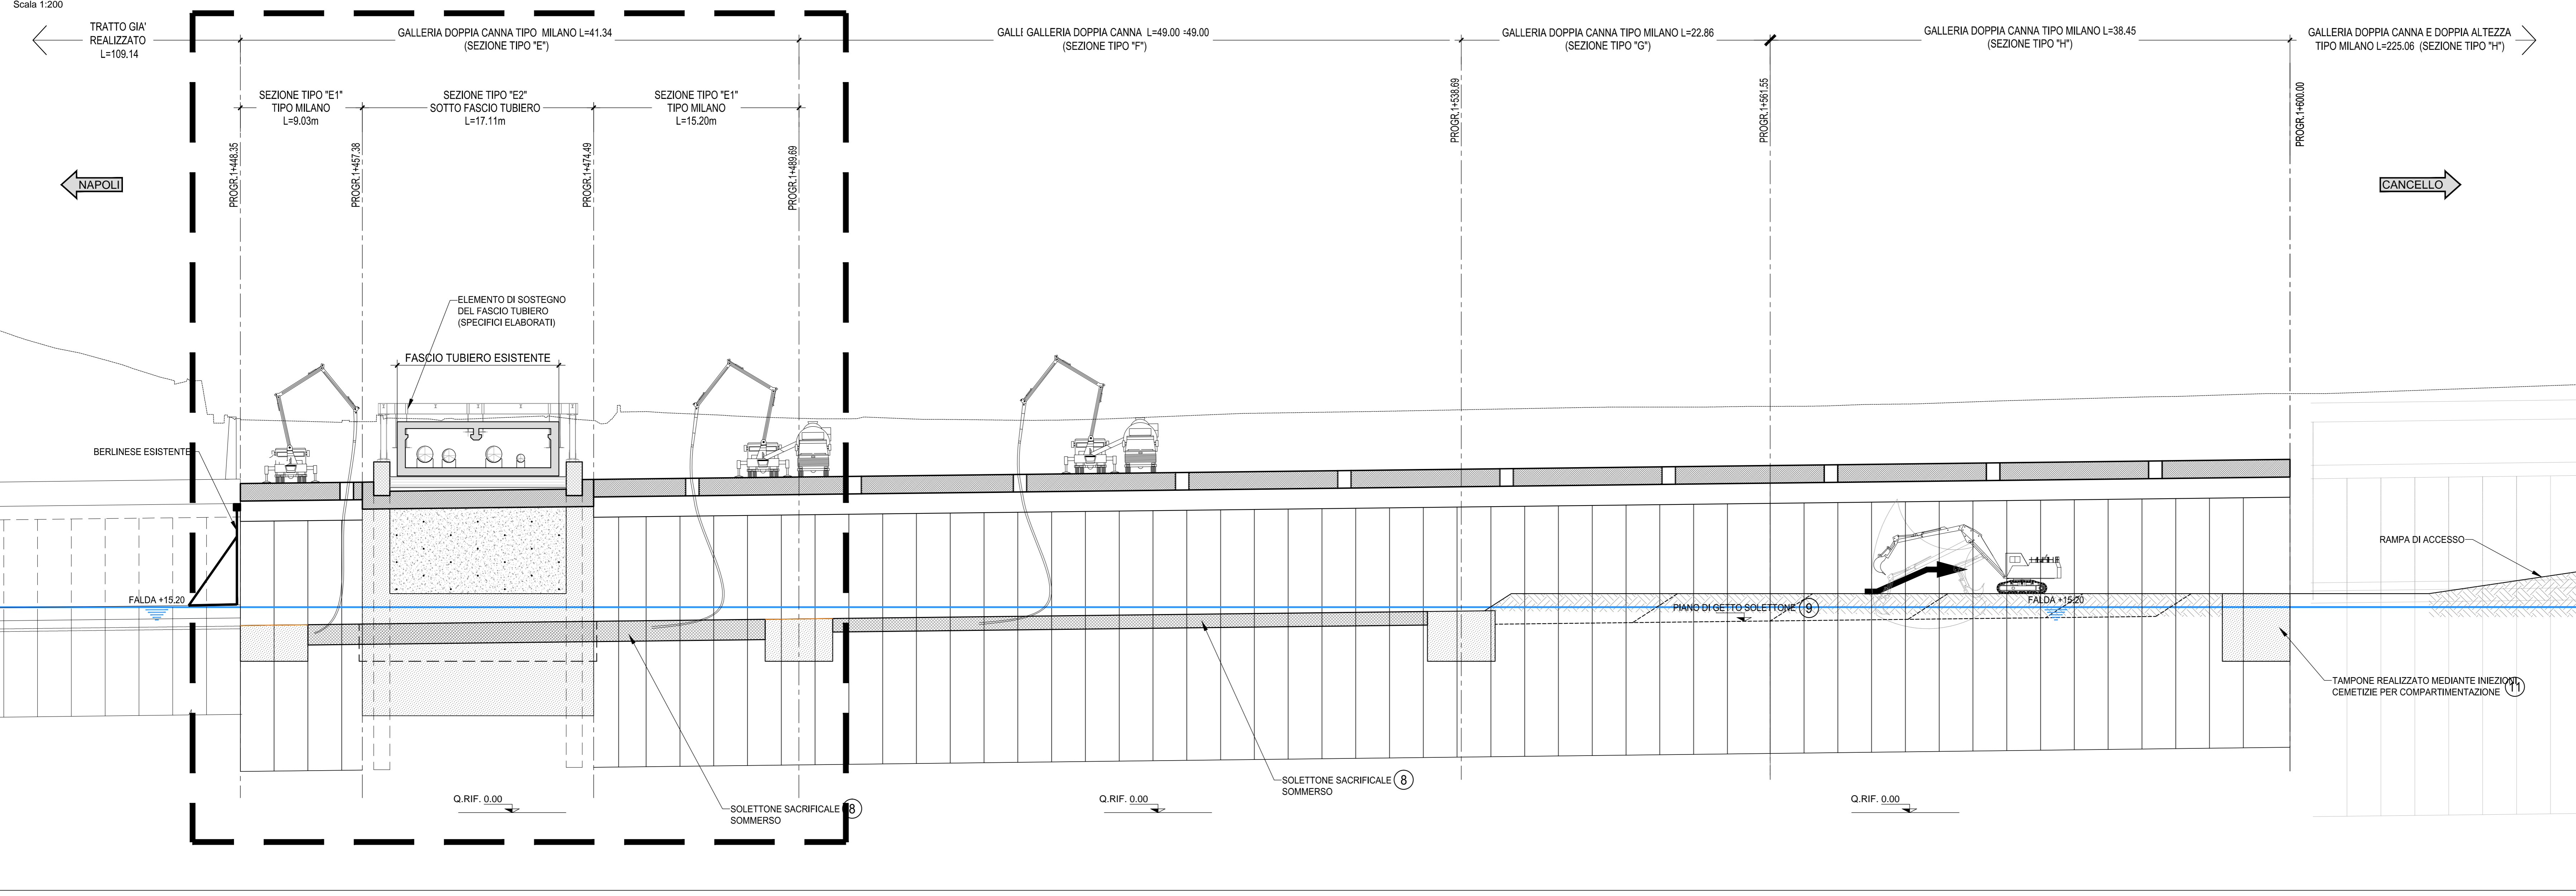 Scala 1:200
TRATTO GIA'
REALIZZATO
L=109.14
GALLERIA DOPPIA CANNA TIPO MILANO L=41.34
(SEZIONE TIPO "E")
GALLERIA DOPPIA CANNA L=49.00
(SEZIONE TIPO "F")
GALLERIA DOPPIA CANNA TIPO MILANO L=22.86
(SEZIONE TIPO "G")
GALLERIA DOPPIA CANNA TIPO MILANO L=38.45
(SEZIONE TIPO "H")
GALLERIA DOPPIA CANNA E DOPPIA ALTEZZA
TIPO MILANO L=225.06 (SEZIONE TIPO "H")
SEZIONE TIPO "E1"
TIPO MILANO
L=9.03m
SEZIONE TIPO "E2"
SOTTO FASCIO TUBIERO
L=17.11m
SEZIONE TIPO "E1"
TIPO MILANO
L=15.20m
PROGR.1+448.35
PROGR.1+457.38
PROGR.1+474.49
PROGR.1+489.69
PROGR.1+538.69
PROGR.1+561.55
PROGR.1+600.00
NAPOLI
CANCELLO
ELEMENTO DI SOSTEGNO
DEL FASCIO TUBIERO
(SPECIFICI ELABORATI)
FASCIO TUBIERO ESISTENTE
BERLINESE ESISTENTE
RAMPA DI ACCESSO
FALDA +15.20
PIANO DI GETTO SOLETTONE 9
FALDA +15.20
TAMPONE REALIZZATO MEDIANTE INIEZIONI
CEMETIZIE PER COMPARTIMENTAZIONE 11
SOLETTONE SACRIFICALE 8
SOMMERSO
SOLETTONE SACRIFICALE 8
SOMMERSO
Q.RIF. 0.00
Q.RIF. 0.00
Q.RIF. 0.00